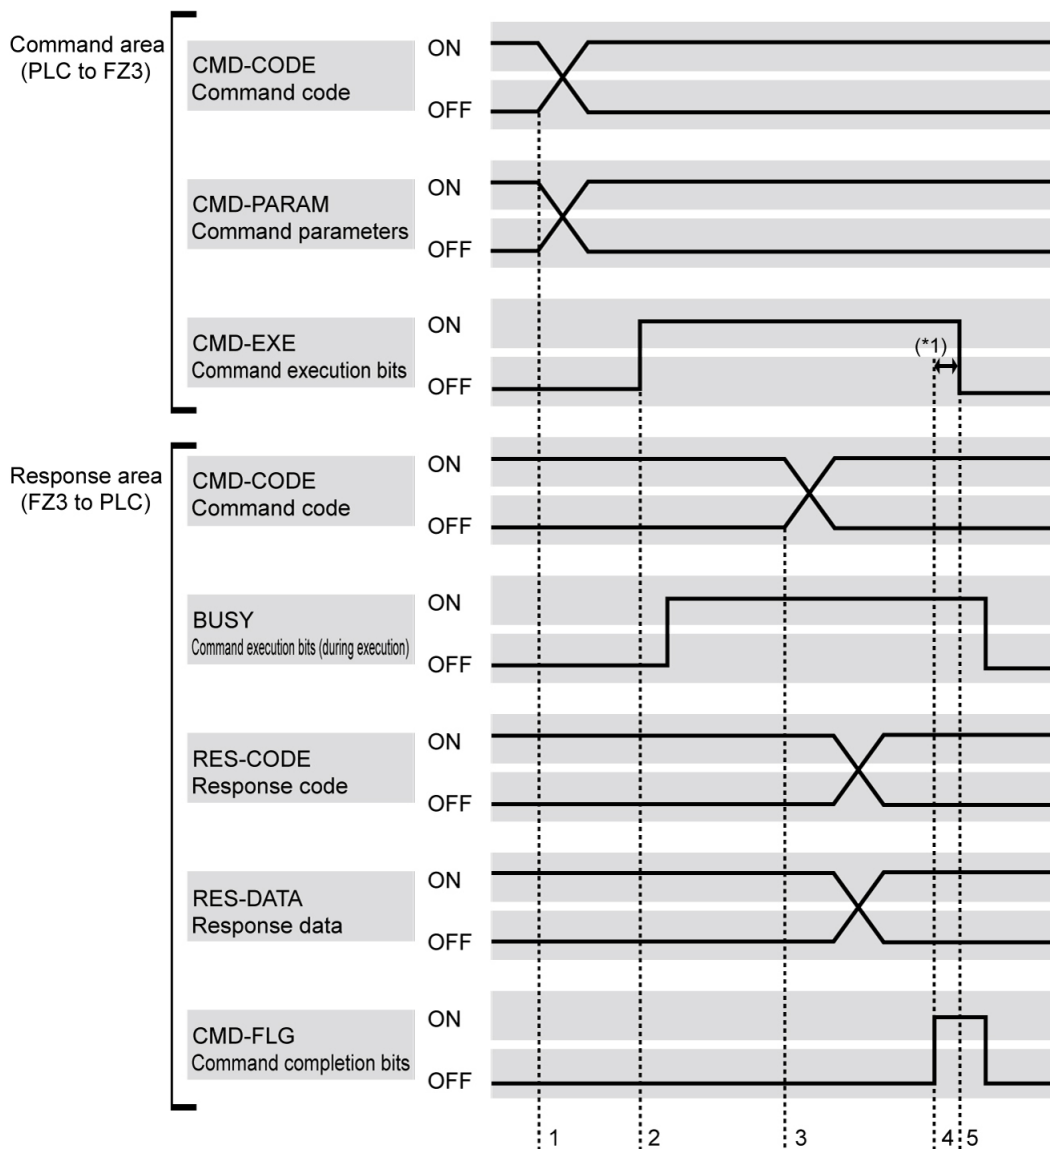 Command area
(PLC to FZ3)
CMD-CODE
Command code
ON
OFF
CMD-PARAM
Command parameters
ON
OFF
CMD-EXE
Command execution bits
ON
OFF
(*1)
Response area
(FZ3 to PLC)
CMD-CODE
Command code
ON
OFF
BUSY
Command execution bits (during execution)
ON
OFF
RES-CODE
Response code
ON
OFF
RES-DATA
Response data
ON
OFF
CMD-FLG
Command completion bits
ON
OFF
1 2 3 4 5